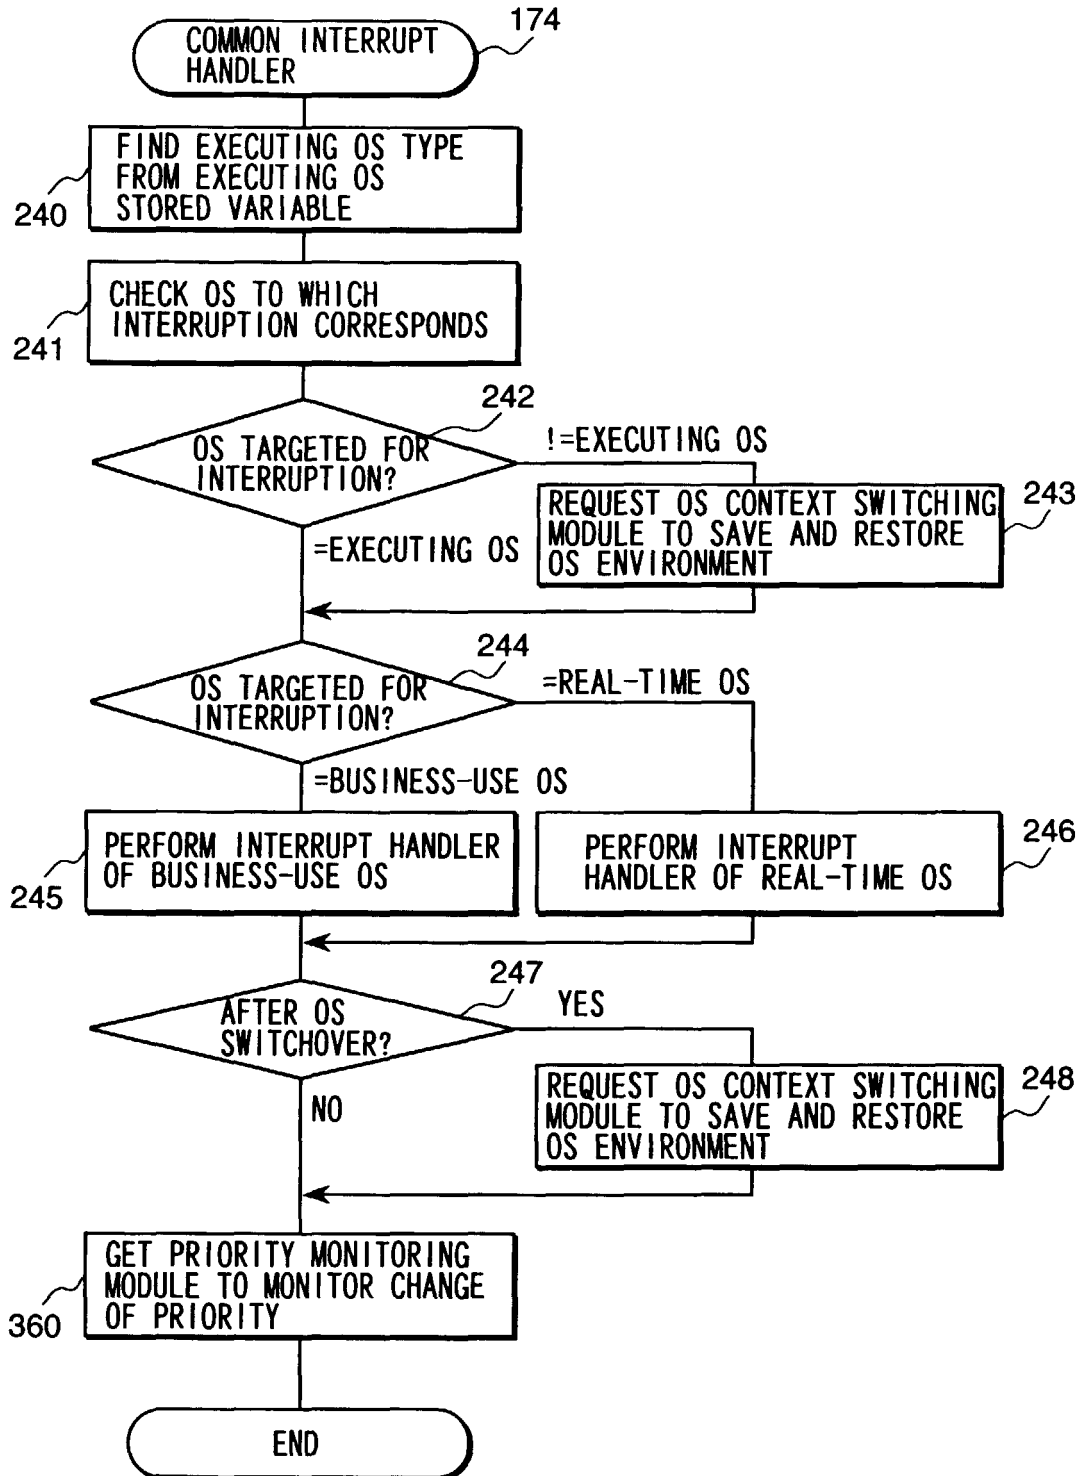 COMMON INTERRUPT
HANDLER
174
FIND EXECUTING OS TYPE
FROM EXECUTING OS
STORED VARIABLE
240
CHECK OS TO WHICH
INTERRUPTION CORRESPONDS
241
242
OS TARGETED FOR
INTERRUPTION?
!=EXECUTING OS
=EXECUTING OS
REQUEST OS CONTEXT SWITCHING
MODULE TO SAVE AND RESTORE
OS ENVIRONMENT
243
244
OS TARGETED FOR
INTERRUPTION?
=REAL-TIME OS
=BUSINESS-USE OS
PERFORM INTERRUPT HANDLER
OF BUSINESS-USE OS
245
PERFORM INTERRUPT
HANDLER OF REAL-TIME OS
246
247
AFTER OS
SWITCHOVER?
YES
NO
REQUEST OS CONTEXT SWITCHING
MODULE TO SAVE AND RESTORE
OS ENVIRONMENT
248
GET PRIORITY MONITORING
MODULE TO MONITOR CHANGE
OF PRIORITY
360
END